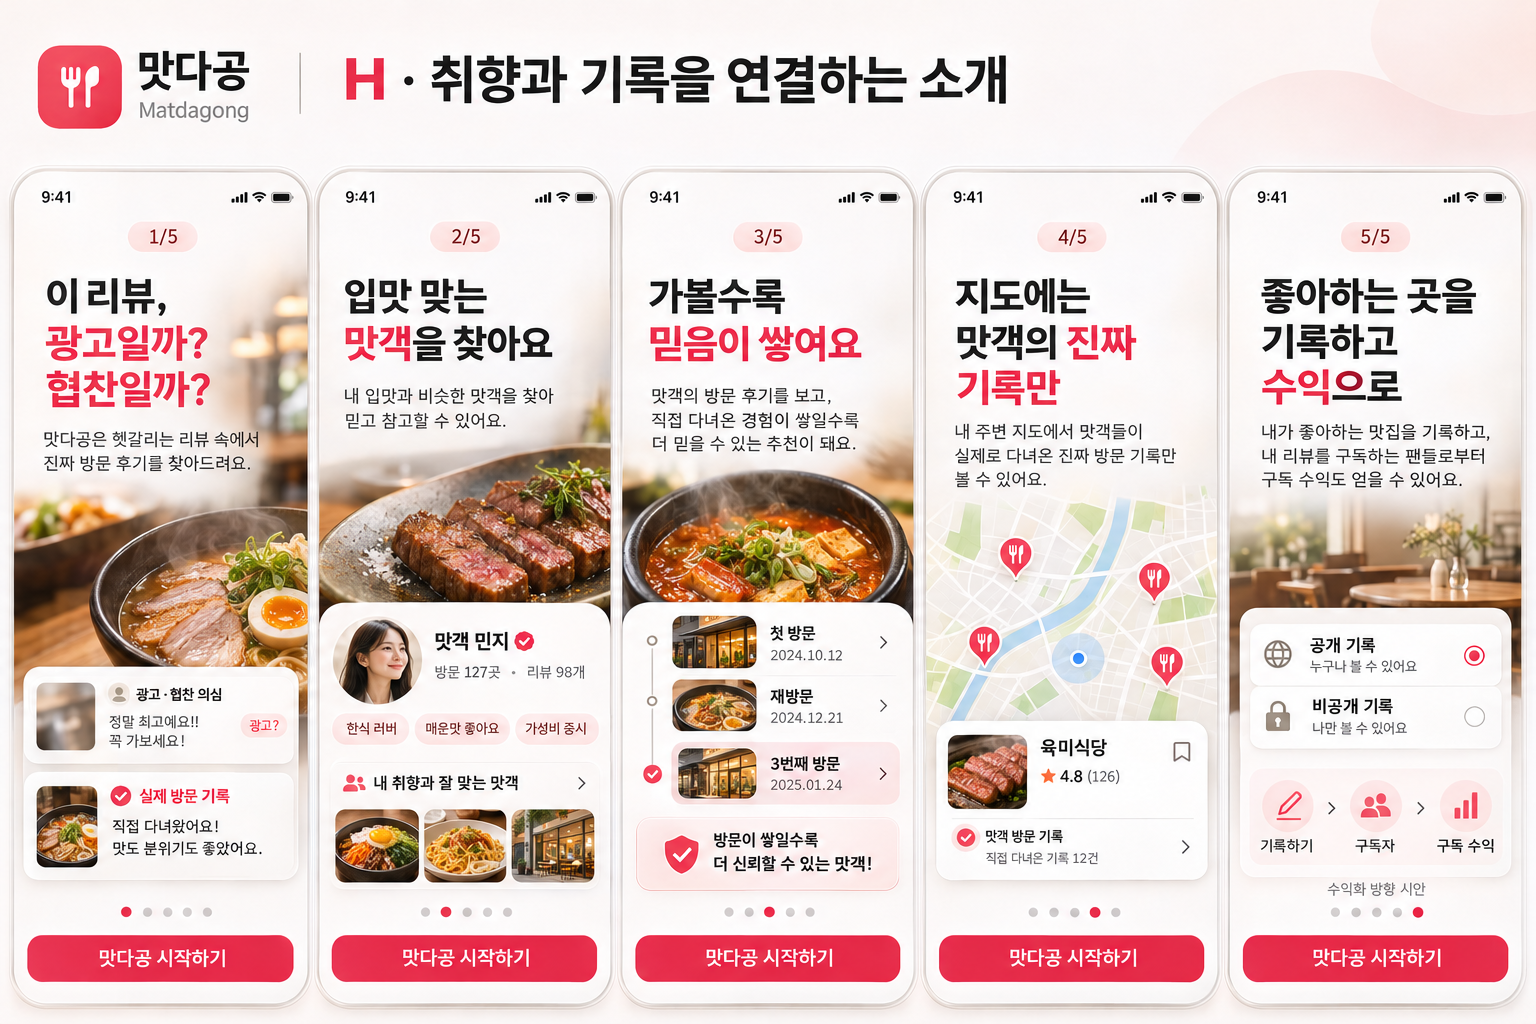 맛다공
Matdagong
H · 취향과 기록을 연결하는 소개
9:41
1/5
이 리뷰,
광고일까?
협찬일까?
맛다공은 헷갈리는 리뷰 속에서
진짜 방문 후기를 찾아드려요.
광고·협찬 의심
정말 최고예요!!
꼭 가보세요!
광고?
실제 방문 기록
직접 다녀왔어요!
맛도 분위기도 좋았어요.
맛다공 시작하기
9:41
2/5
입맛 맞는
맛객을 찾아요
내 입맛과 비슷한 맛객을 찾아
믿고 참고할 수 있어요.
맛객 민지
방문 127곳 • 리뷰 98개
한식 러버
매운맛 좋아요
가성비 중시
내 취향과 잘 맞는 맛객
맛다공 시작하기
9:41
3/5
가볼수록
믿음이 쌓여요
맛객의 방문 후기를 보고,
직접 다녀온 경험이 쌓일수록
더 믿을 수 있는 추천이 돼요.
첫 방문
2024.10.12
재방문
2024.12.21
3번째 방문
2025.01.24
방문이 쌓일수록
더 신뢰할 수 있는 맛객!
맛다공 시작하기
9:41
4/5
지도에는
맛객의 진짜
기록만
내 주변 지도에서 맛객들이
실제로 다녀온 진짜 방문 기록만
볼 수 있어요.
육미식당
4.8 (126)
맛객 방문 기록
직접 다녀온 기록 12건
맛다공 시작하기
9:41
5/5
좋아하는 곳을
기록하고
수익으로
내가 좋아하는 맛집을 기록하고,
내 리뷰를 구독하는 팬들로부터
구독 수익도 얻을 수 있어요.
공개 기록
누구나 볼 수 있어요
비공개 기록
나만 볼 수 있어요
기록하기
구독자
구독 수익
수익화 방향 시안
맛다공 시작하기